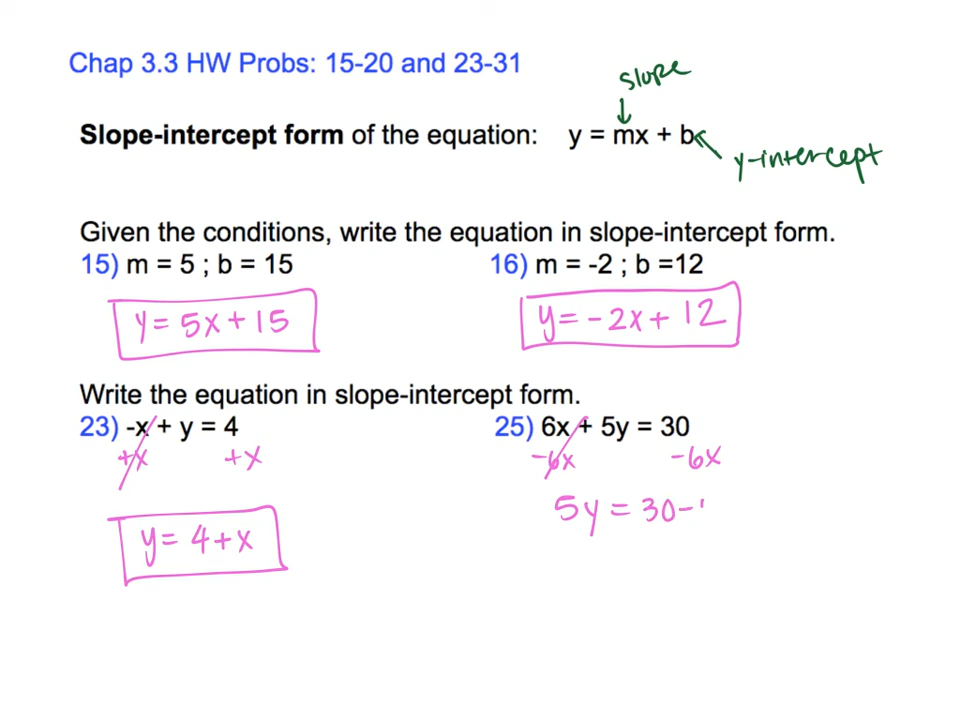 Chap 3.3 HW Probs: 15-20 and 23-31
slope
Slope-intercept form of the equation: y = mx + b
y-intercept
Given the conditions, write the equation in slope-intercept form.
15) m = 5 ; b = 15 16) m = -2 ; b =12
y = 5x + 15 y = -2x + 12
Write the equation in slope-intercept form.
23) -x + y = 4 25) 6x + 5y = 30
+x +x -6x -6x
5y = 30-
y = 4 + x